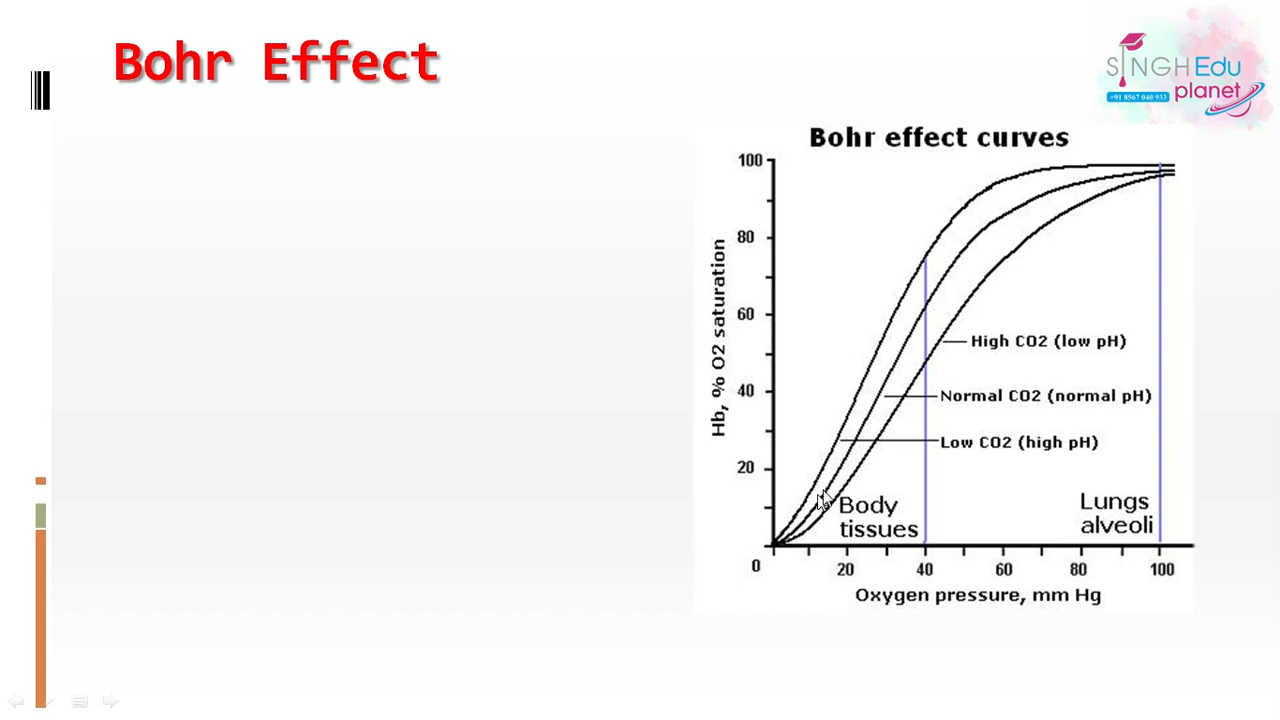 Bohr Effect
SINGH Edu
planet
+91 8567 040 933
Bohr effect curves
100
80
60
40
20
0
Hb, % O2 saturation
High CO2 (low pH)
Normal CO2 (normal pH)
Low CO2 (high pH)
Body
tissues
Lungs
alveoli
20 40 60 80 100
Oxygen pressure, mm Hg